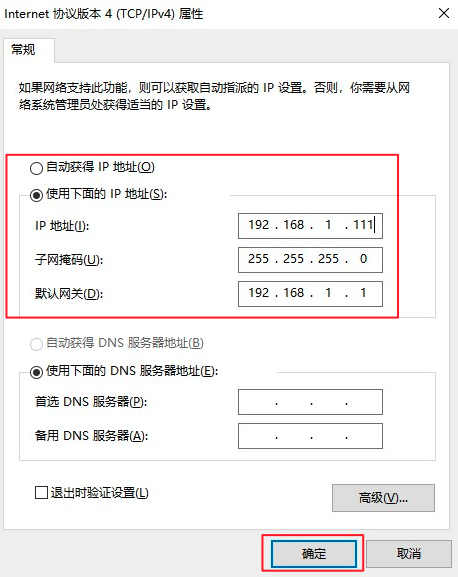 Internet 协议版本 4 (TCP/IPv4) 属性
常规
如果网络支持此功能，则可以获取自动指派的 IP 设置。否则，你需要从网
络系统管理员处获得适当的 IP 设置。
自动获得 IP 地址(O)
使用下面的 IP 地址(S):
IP 地址(I): 192 . 168 . 1 . 111
子网掩码(U): 255 . 255 . 255 . 0
默认网关(D): 192 . 168 . 1 . 1
自动获得 DNS 服务器地址(B)
使用下面的 DNS 服务器地址(E):
首选 DNS 服务器(P): . . .
备用 DNS 服务器(A): . . .
退出时验证设置(L)
高级(V)...
确定 取消